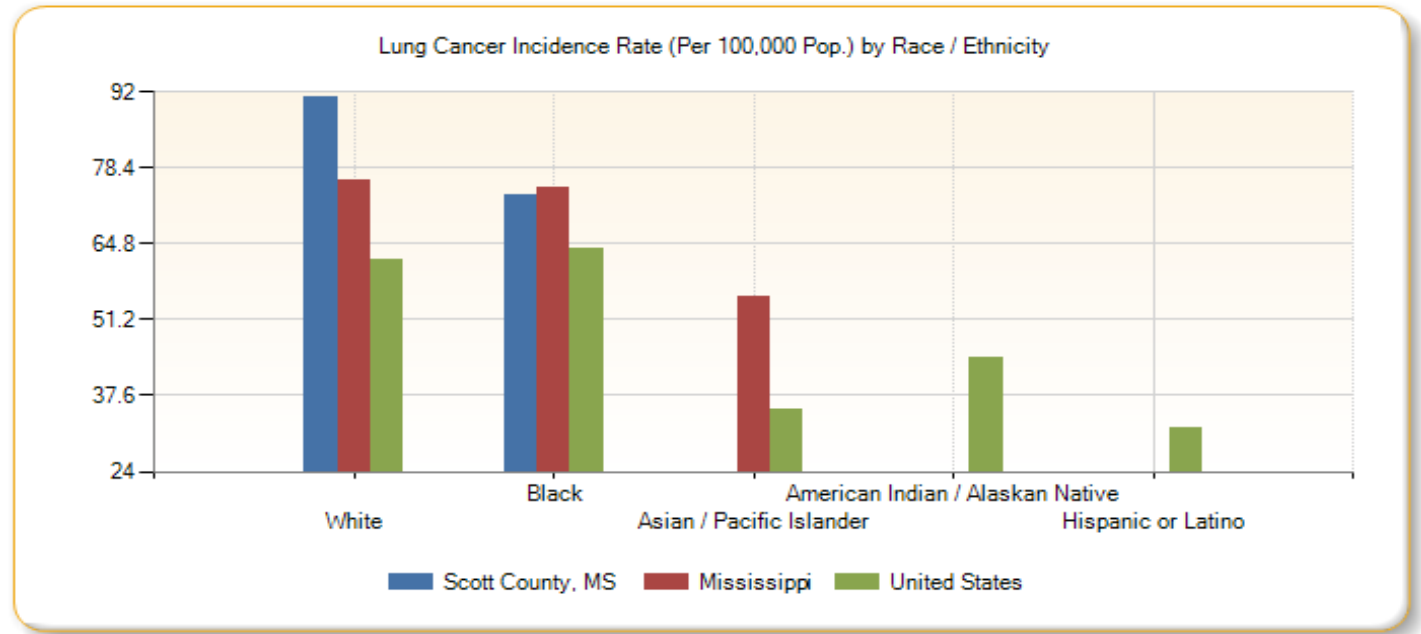 Lung Cancer Incidence Rate (Per 100,000 Pop.) by Race / Ethnicity
92
78.4
64.8
51.2
37.6
24
Black American Indian / Alaskan Native
White Asian / Pacific Islander Hispanic or Latino
Scott County, MS Mississippi United States